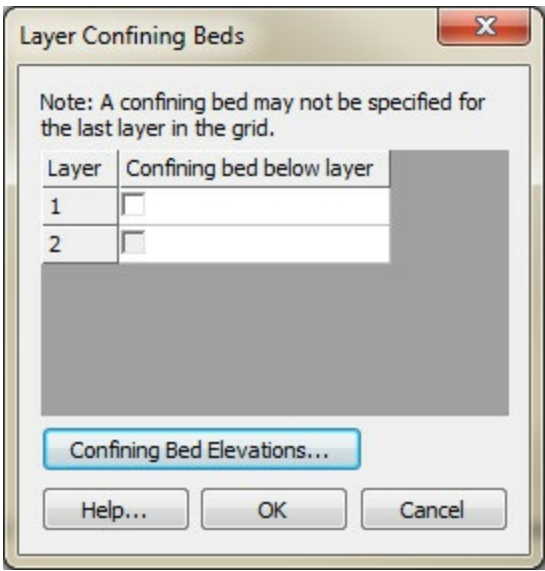 Layer Confining Beds
Note: A confining bed may not be specified for
the last layer in the grid.
Layer Confining bed below layer
1
2
Confining Bed Elevations...
Help... OK Cancel